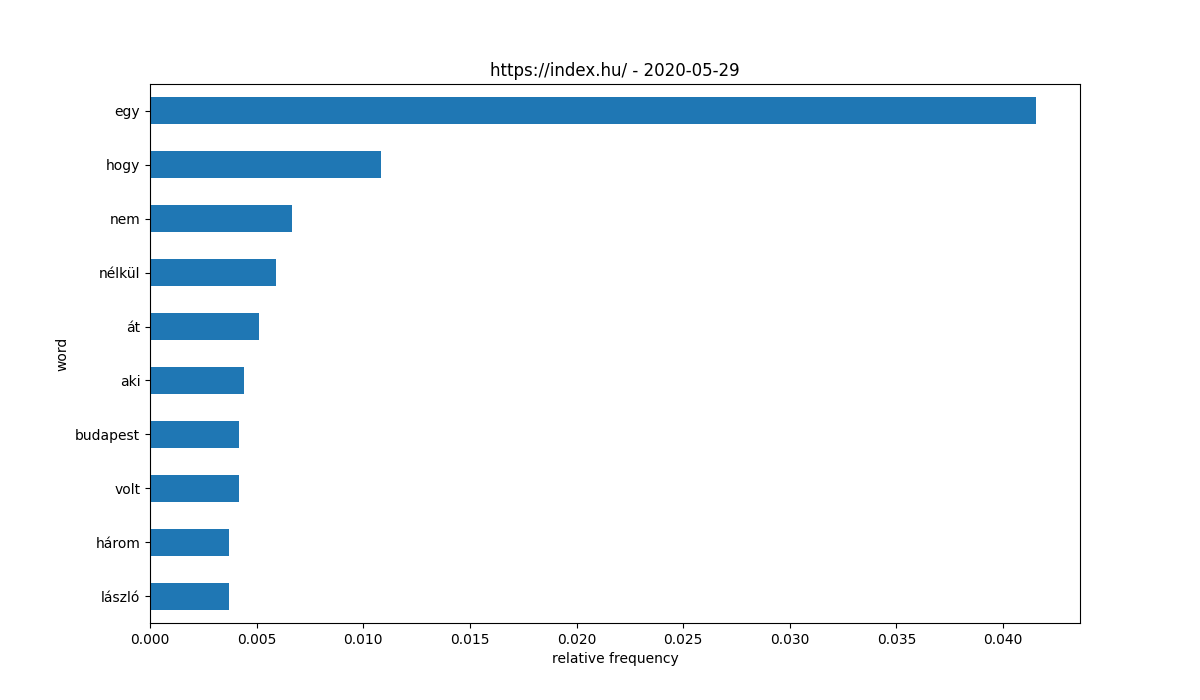 https://index.hu/ - 2020-05-29
word
egy
hogy
nem
nélkül
át
aki
budapest
volt
három
lászló
0.000 0.005 0.010 0.015 0.020 0.025 0.030 0.035 0.040
relative frequency